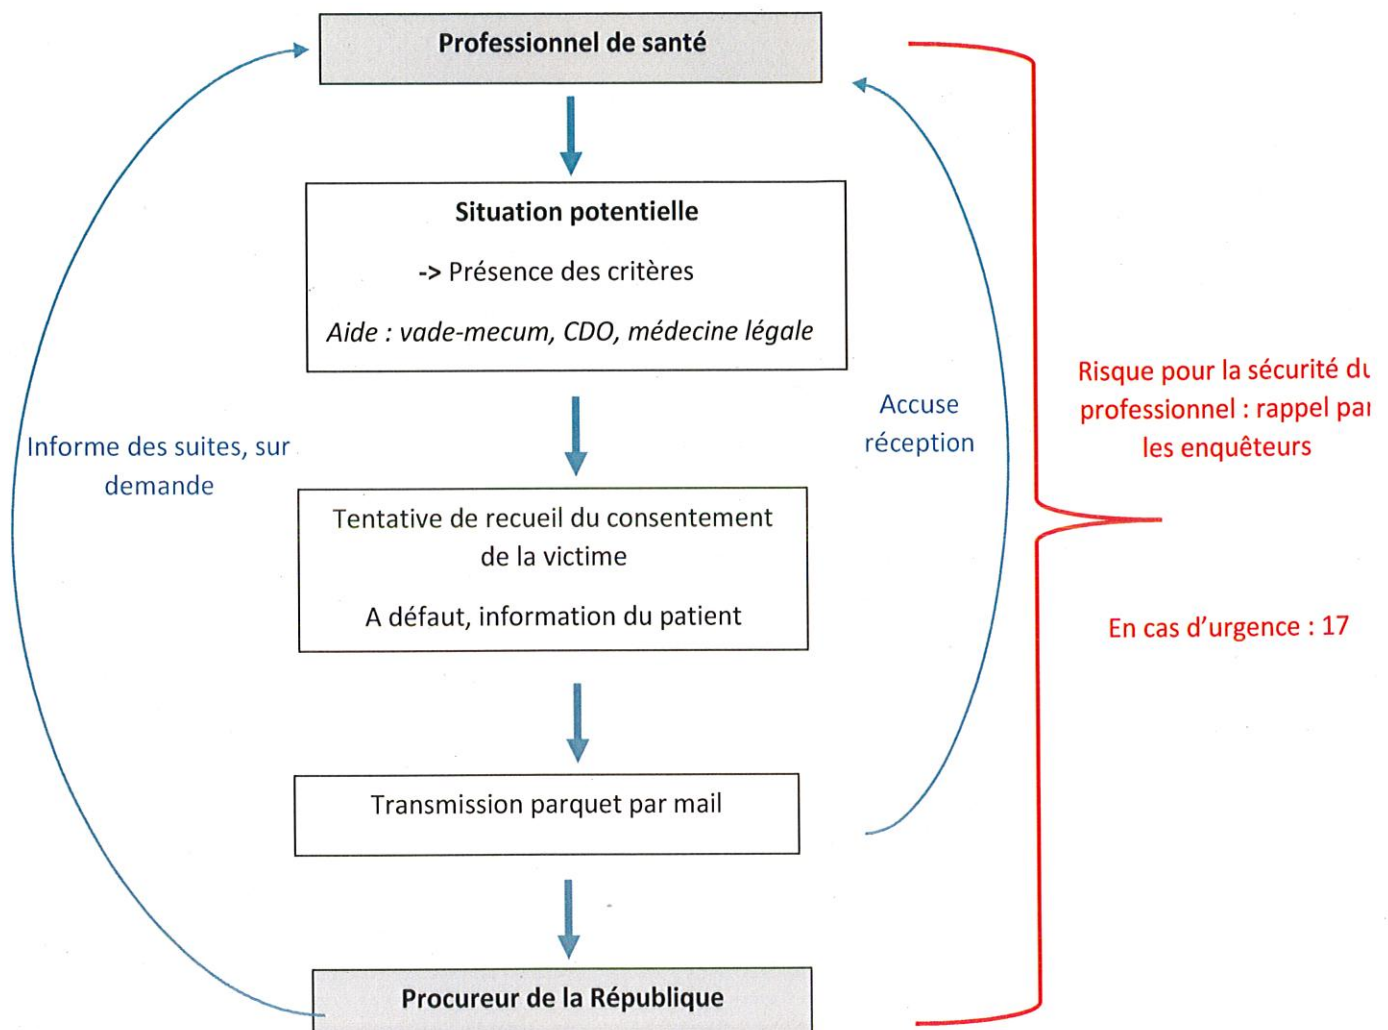 Professionnel de santé
Situation potentielle
-> Présence des critères
Aide : vade-mecum, CDO, médecine légale
Informe des suites, sur
demande
Accuse
réception
Risque pour la sécurité du
professionnel : rappel par
les enquêteurs
Tentative de recueil du consentement
de la victime
A défaut, information du patient
En cas d’urgence : 17
Transmission parquet par mail
Procureur de la République